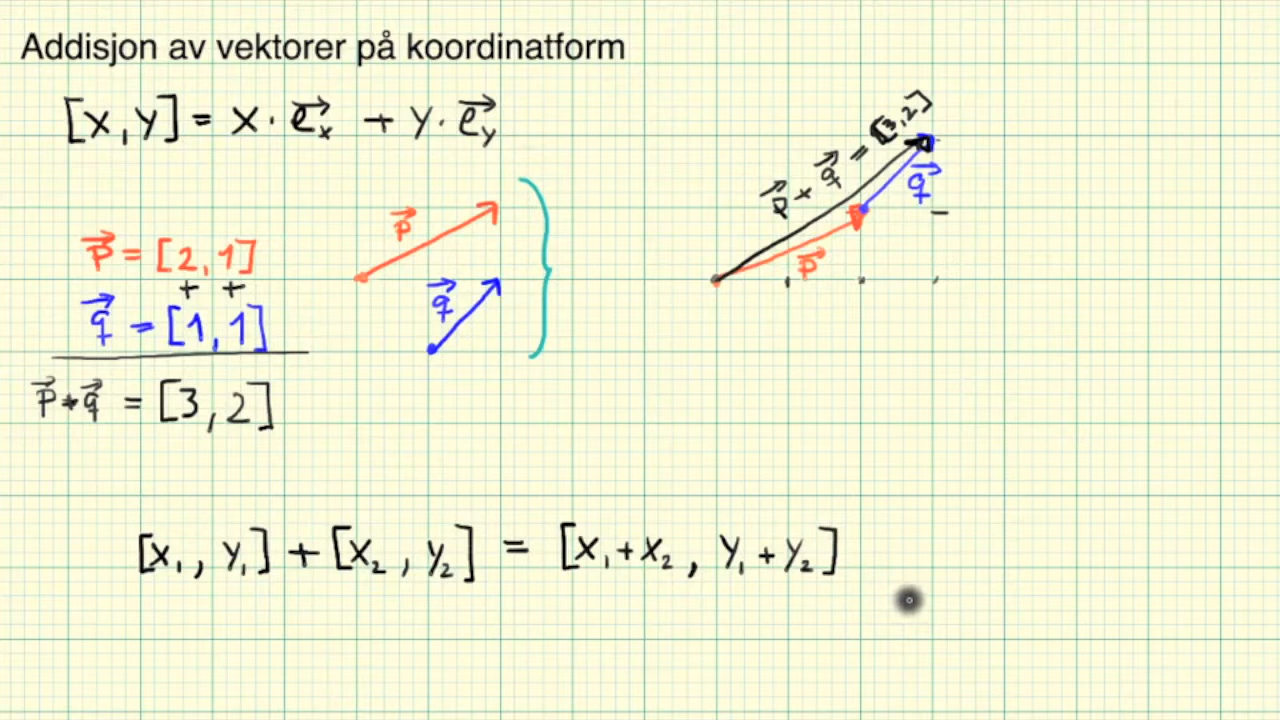 Addisjon av vektorer på koordinatform
[x, y] = x · e⃗ₓ + y · e⃗ᵧ
p⃗ = [2, 1]
+ +
q⃗ = [1, 1]
p⃗ + q⃗ = [3, 2]
p⃗
q⃗
p⃗ + q⃗ = [3, 2]
q⃗
p⃗
[x₁, y₁] + [x₂, y₂] = [x₁ + x₂, y₁ + y₂]